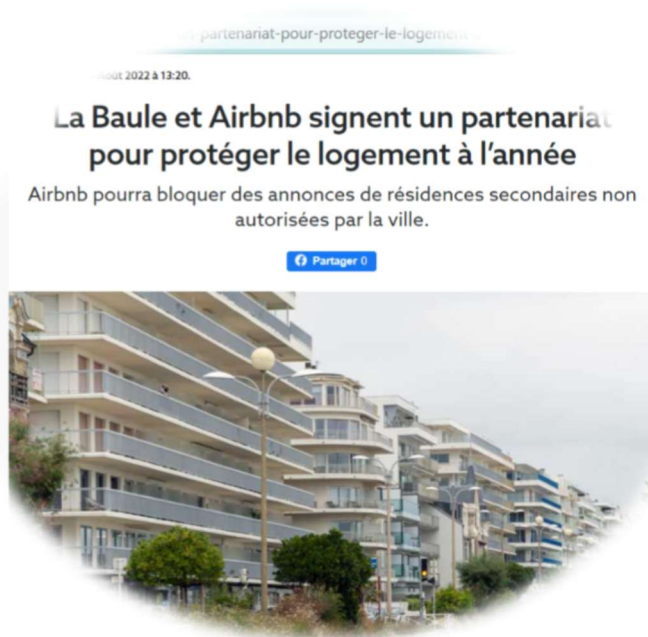 -partenariat-pour-proteger-le-logement
Août 2022 à 13:20.
La Baule et Airbnb signent un partenariat
pour protéger le logement à l'année
Airbnb pourra bloquer des annonces de résidences secondaires non
autorisées par la ville.
Partager 0